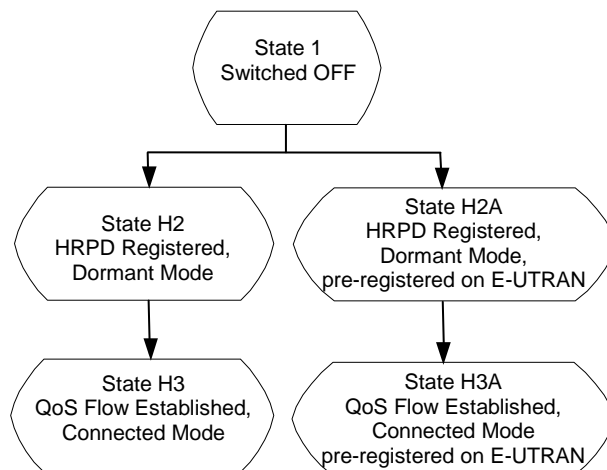 State 1
Switched OFF
State H2
HRPD Registered,
Dormant Mode
State H2A
HRPD Registered,
Dormant Mode,
pre-registered on E-UTRAN
State H3
QoS Flow Established,
Connected Mode
State H3A
QoS Flow Established,
Connected Mode
pre-registered on E-UTRAN